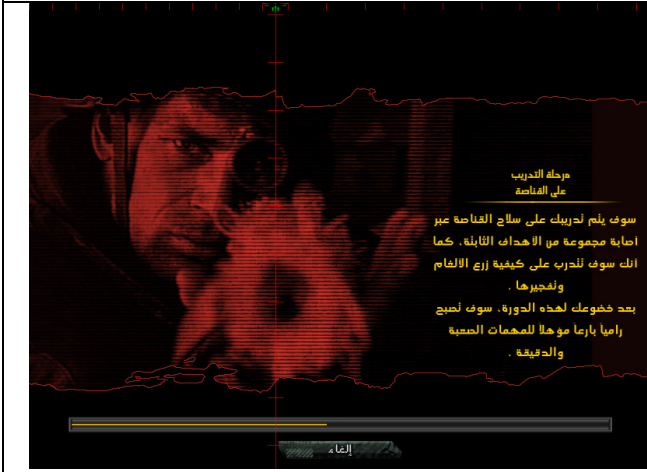 مرحلة التدريب
على القناصة
سوف يتم تدريبك على سلاح القناصة عبر
اصابة مجموعة من الاهداف الثابتة، كما
انك سوف تتدرب على كيفية زرع الالغام
وتفجيرها .
بعد خضوعك لهذه الدورة، سوف تصبح
رامياً بارعا مؤهلاً للمهمات الصعبة
والدقيقة .
إلغاء